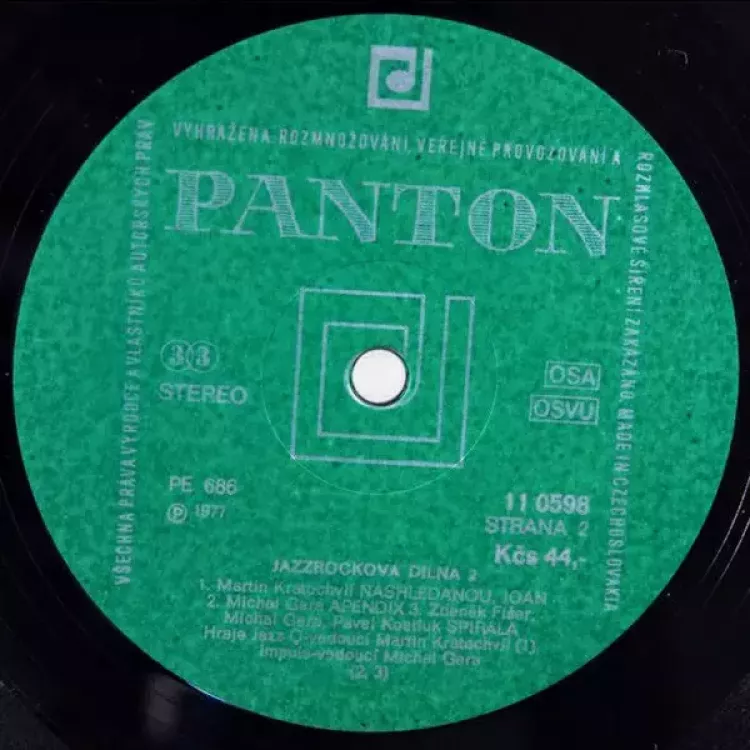 VŠECHNA PRÁVA VÝROBCE A VLASTNÍKŮ AUTORSKÝCH PRÁV
VYHRAŽENA. ROZMNOŽOVÁNÍ, VEŘEJNÉ PROVOZOVÁNÍ A
ROZHLASOVÉ ŠÍŘENÍ ZAKÁZÁNO. MADE IN CZECHOSLOVAKIA
PANTON
33
STEREO
OSA
OSVU
PE 686
℗ 1977
11 0598
STRANA 2
Kčs 44,-
JAZZROCKOVÁ DÍLNA 2
1. Martin Kratochvíl NASHLEDANOU, JOAN
2. Michal Gera APENDIX 3. Zdeněk Fišer,
Michal Gera, Pavel Kostiuk SPIRÁLA
Hraje Jazz Q-vedoucí Martin Kratochvíl (1)
Impuls-vedoucí Michal Gera
(2, 3)